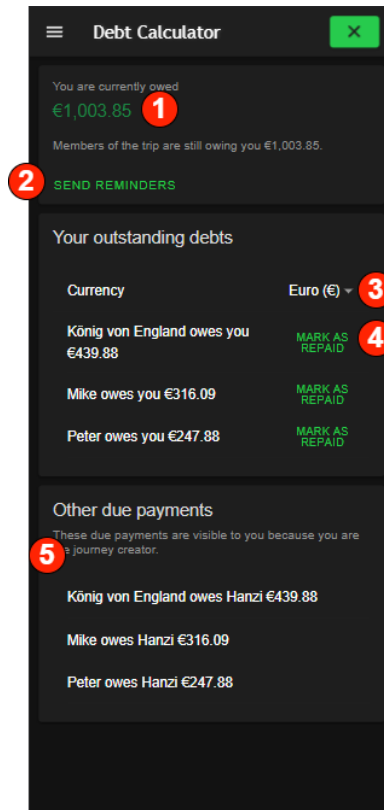 Debt Calculator
You are currently owed
€1,003.85
1
Members of the trip are still owing you €1,003.85.
2
SEND REMINDERS
Your outstanding debts
Currency
Euro (€)
3
König von England owes you
€439.88
MARK AS
REPAID
4
Mike owes you €316.09
MARK AS
REPAID
Peter owes you €247.88
MARK AS
REPAID
Other due payments
These due payments are visible to you because you are
5
journey creator.
König von England owes Hanzi €439.88
Mike owes Hanzi €316.09
Peter owes Hanzi €247.88